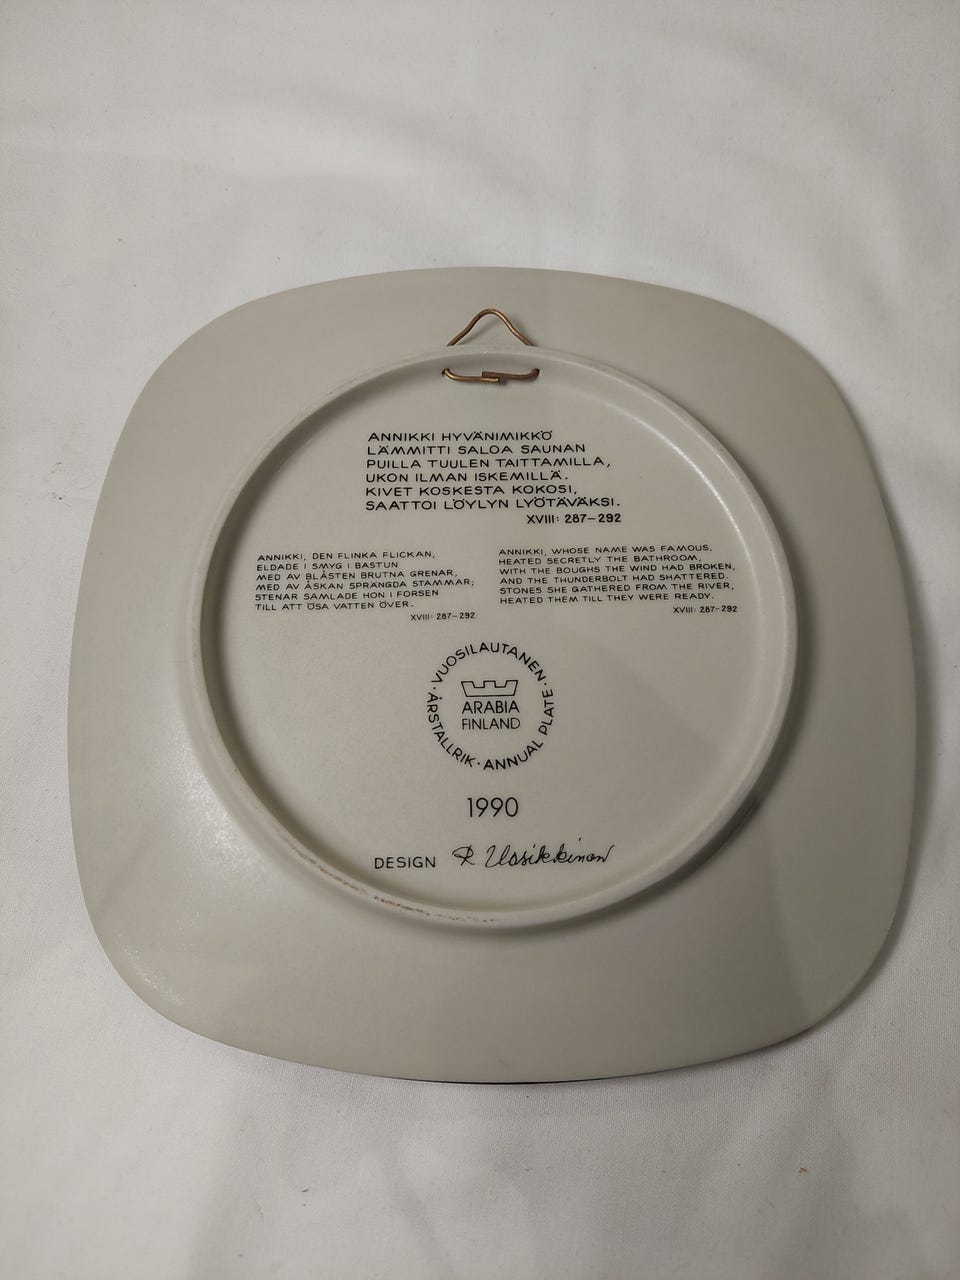 ANNIKKI HYVÄNIMIKKÖ
LÄMMITTI SALOA SAUNAN
PUILLA TUULEN TAITTAMILLA,
UKON ILMAN ISKEMILLÄ.
KIVET KOSKESTA KOKOSI,
SAATTOI LÖYLYN LYÖTÄVÄKSI.
XVIII: 287–292
ANNIKKI, DEN FLINKA FLICKAN,
ELDADE I SMYG I BASTUN
MED AV BLÅSTEN BRUTNA GRENAR,
MED AV ÅSKAN SPRÄNGDA STAMMAR;
STENAR SAMLADE HON I FORSEN
TILL ATT ÖSA VATTEN ÖVER.
XVIII: 287–292
ANNIKKI, WHOSE NAME WAS FAMOUS,
HEATED SECRETLY THE BATHROOM,
WITH THE BOUGHS THE WIND HAD BROKEN,
AND THE THUNDERBOLT HAD SHATTERED.
STONES SHE GATHERED FROM THE RIVER,
HEATED THEM TILL THEY WERE READY.
XVIII: 287–292
· VUOSILAUTANEN · ANNUAL PLATE · ÅRSTALLRIK
ARABIA
FINLAND
1990
DESIGN R Uosikkinen